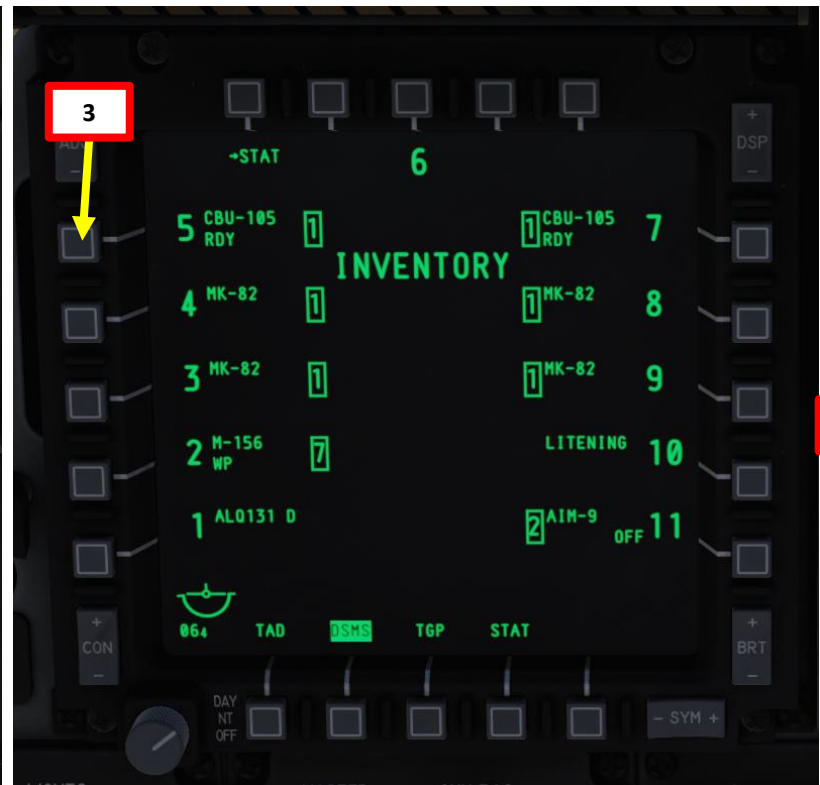 3
ADJ
-
+
DSP
-
→STAT
6
5 CBU-105 RDY 1
1 CBU-105 RDY 7
INVENTORY
4 MK-82 1
1 MK-82 8
3 MK-82 1
1 MK-82 9
2 M-156 WP 7
LITENING 10
1 ALQ131 D
2 AIM-9 OFF 11
064 TAD DSMS TGP STAT
+
CON
-
+
BRT
-
DAY
NT
OFF
- SYM +